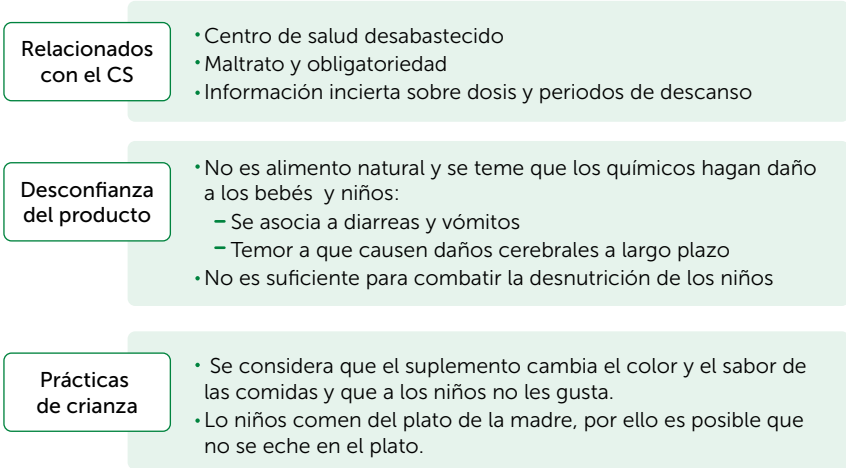 Relacionados
con el CS
• Centro de salud desabastecido
• Maltrato y obligatoriedad
• Información incierta sobre dosis y periodos de descanso
Desconfianza
del producto
• No es alimento natural y se teme que los químicos hagan daño
a los bebés y niños:
– Se asocia a diarreas y vómitos
– Temor a que causen daños cerebrales a largo plazo
• No es suficiente para combatir la desnutrición de los niños
Prácticas
de crianza
• Se considera que el suplemento cambia el color y el sabor de
las comidas y que a los niños no les gusta.
• Lo niños comen del plato de la madre, por ello es posible que
no se eche en el plato.